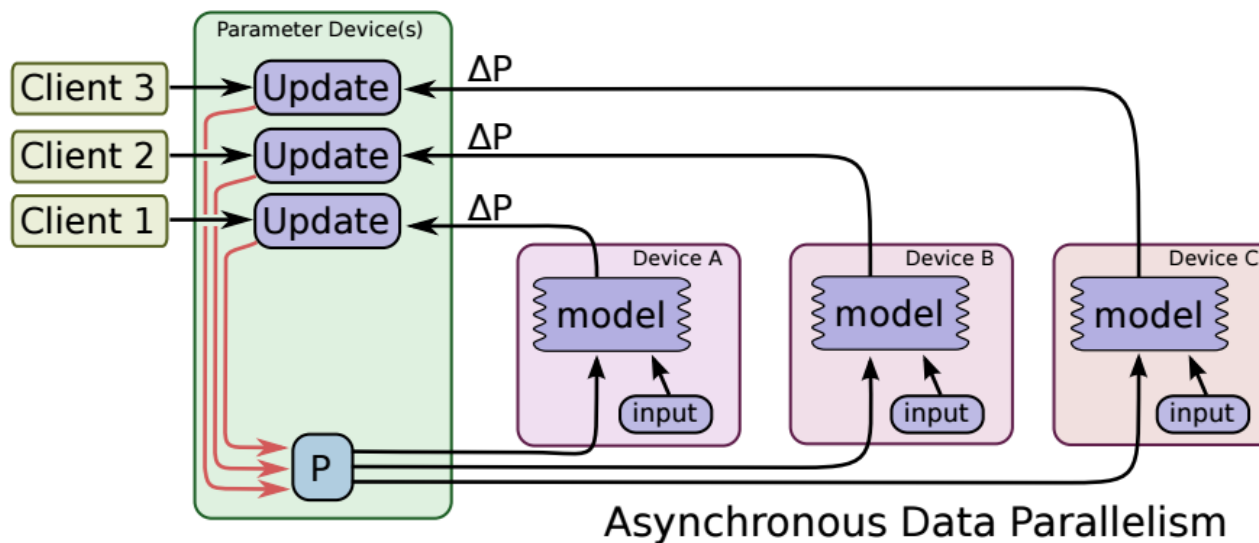 Parameter Device(s)
Client 3
Update
ΔP
Client 2
Update
ΔP
Client 1
Update
ΔP
Device A
Device B
Device C
model
model
model
input
input
input
P
Asynchronous Data Parallelism